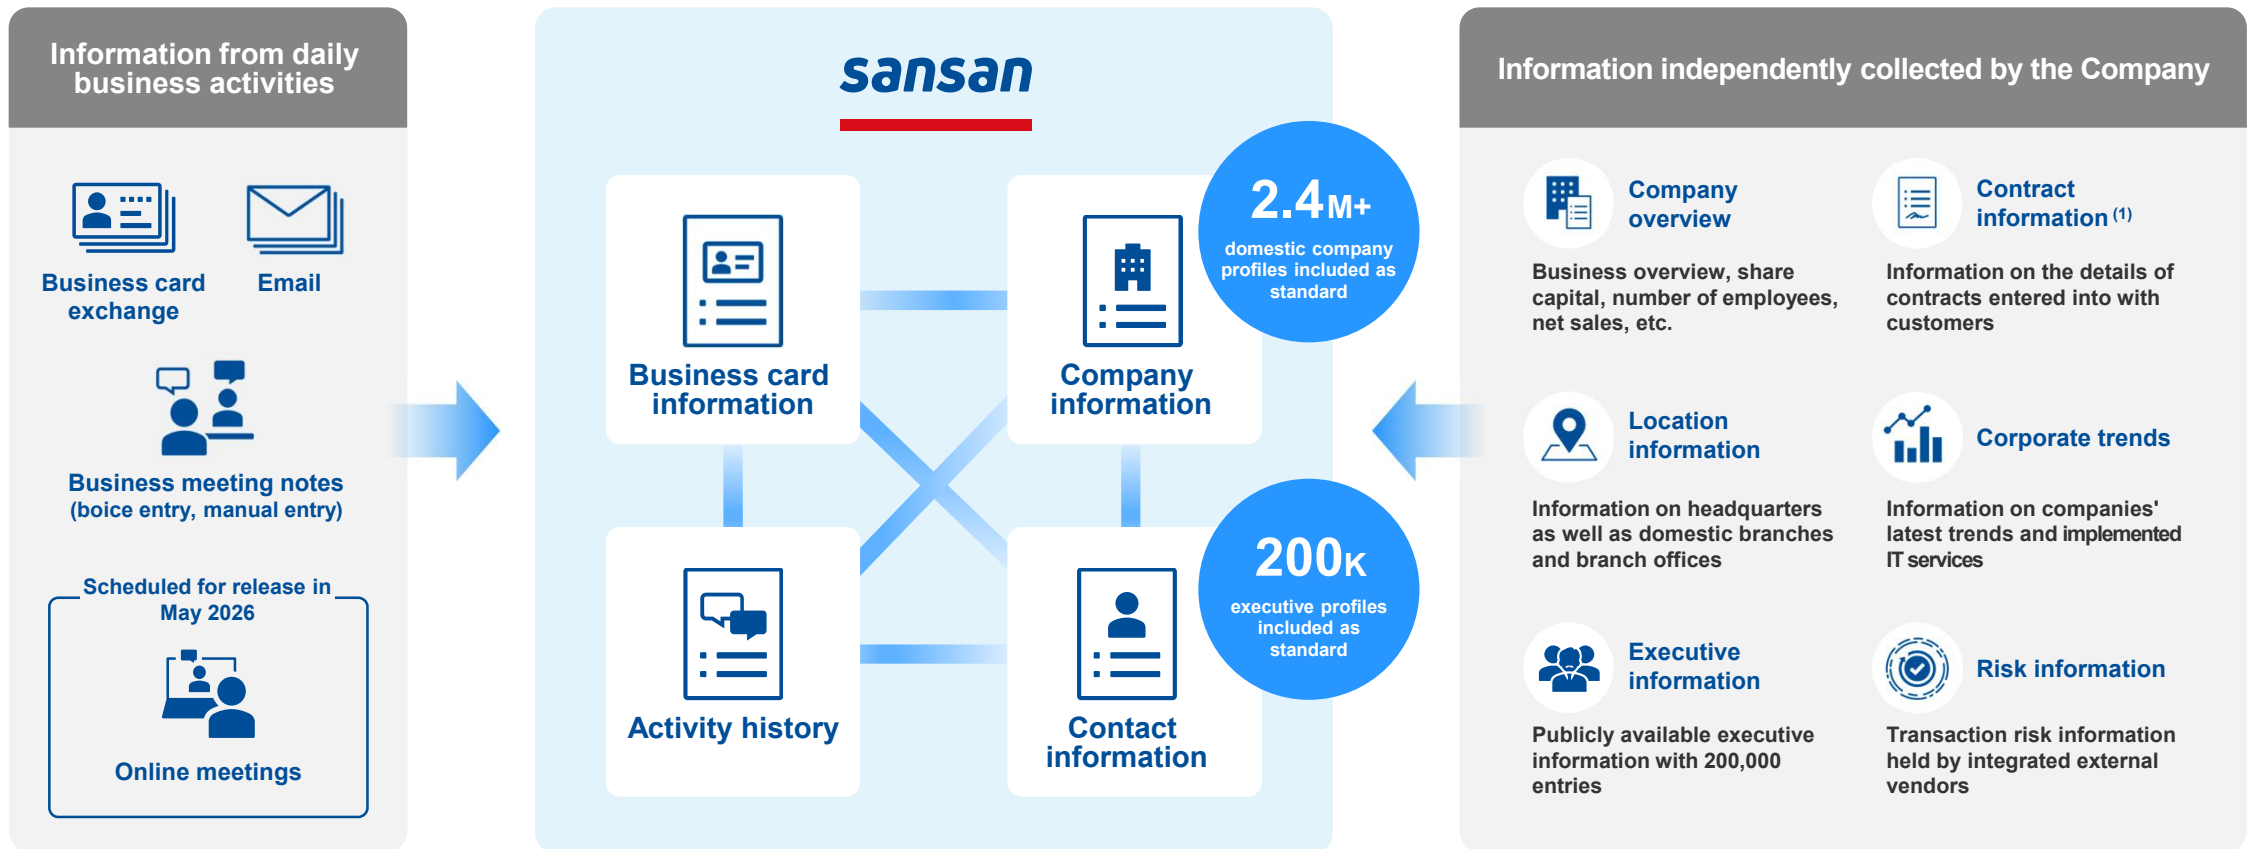 Information from daily
business activities
Business card
exchange
Email
Business meeting notes
(boice entry, manual entry)
Scheduled for release in
May 2026
Online meetings
sansan
Business card
information
Company
information
2.4M+
domestic company
profiles included as
standard
Activity history
Contact
information
200K
executive profiles
included as
standard
Information independently collected by the Company
Company
overview
Business overview, share
capital, number of employees,
net sales, etc.
Contract
information (1)
Information on the details of
contracts entered into with
customers
Location
information
Information on headquarters
as well as domestic branches
and branch offices
Corporate trends
Information on companies'
latest trends and implemented
IT services
Executive
information
Publicly available executive
information with 200,000
entries
Risk information
Transaction risk information
held by integrated external
vendors